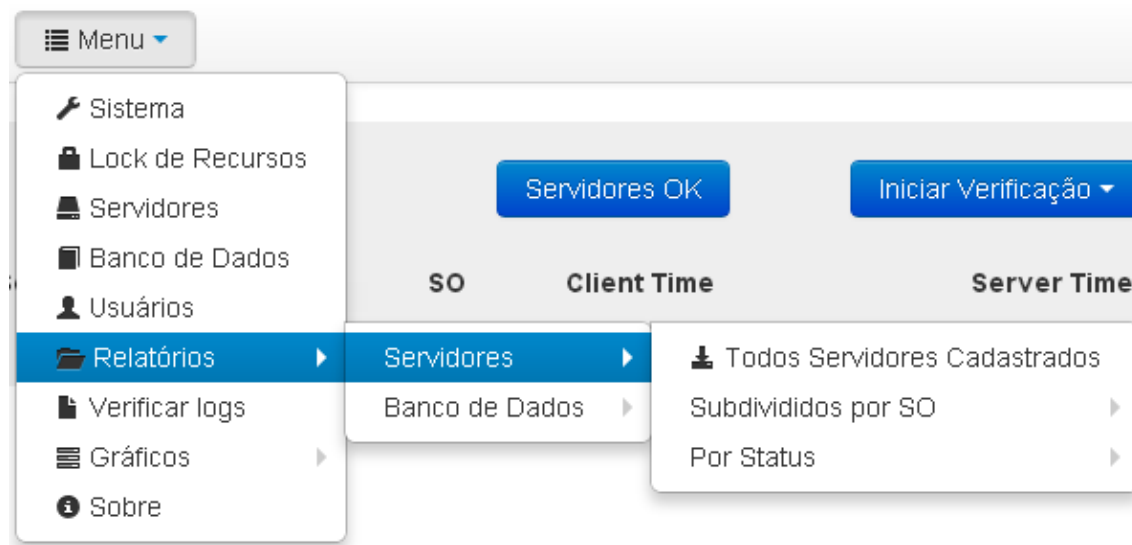 Menu
Sistema
Lock de Recursos
Servidores
Banco de Dados
Usuários
Relatórios
Verificar logs
Gráficos
Sobre
Servidores OK
Iniciar Verificação
SO
Client Time
Server Time
Servidores
Banco de Dados
Todos Servidores Cadastrados
Subdivididos por SO
Por Status